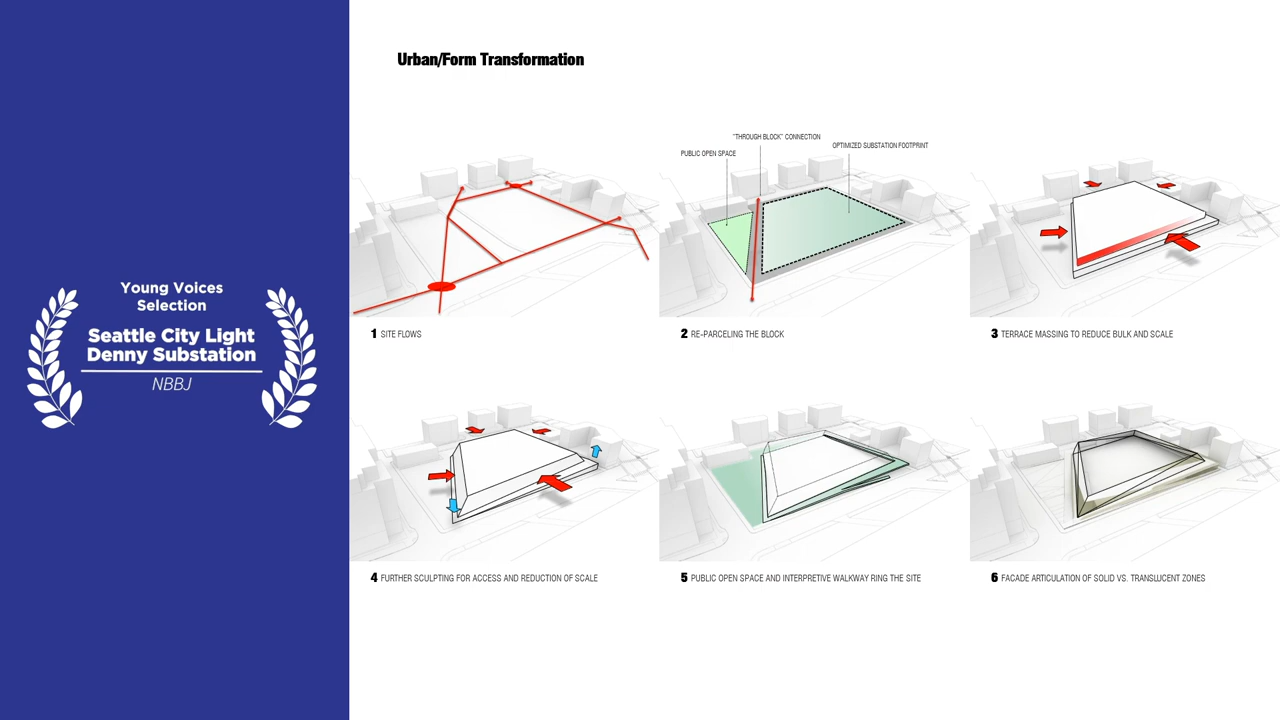 Young Voices
Selection
Seattle City Light
Denny Substation
NBBJ
Urban/Form Transformation
"THROUGH BLOCK" CONNECTION
PUBLIC OPEN SPACE
OPTIMIZED SUBSTATION FOOTPRINT
1 SITE FLOWS
2 RE-PARCELING THE BLOCK
3 TERRACE MASSING TO REDUCE BULK AND SCALE
4 FURTHER SCULPTING FOR ACCESS AND REDUCTION OF SCALE
5 PUBLIC OPEN SPACE AND INTERPRETIVE WALKWAY RING THE SITE
6 FACADE ARTICULATION OF SOLID VS. TRANSLUCENT ZONES